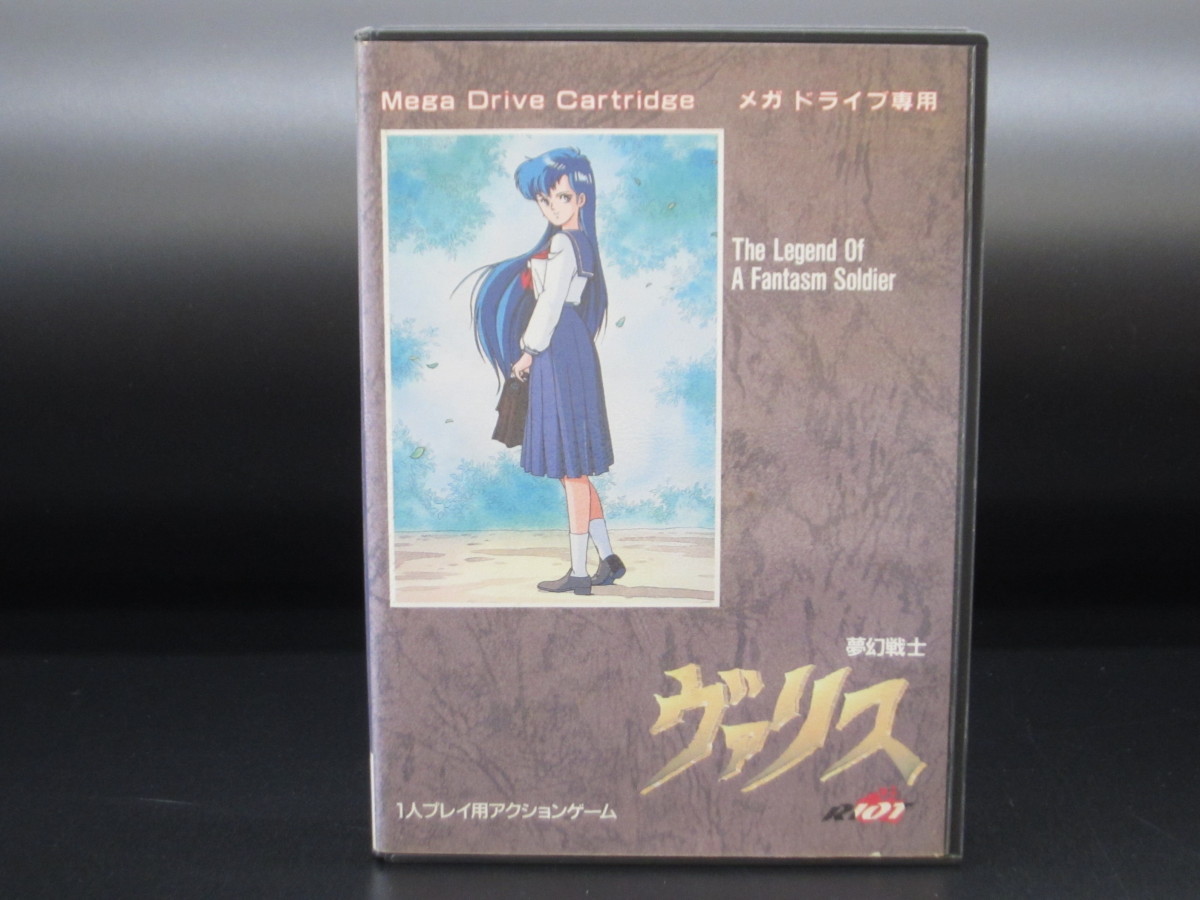 Mega Drive Cartridge メガドライブ専用
The Legend Of
A Fantasm Soldier
夢幻戦士
ヴァリス
RIOT
1人プレイ用アクションゲーム